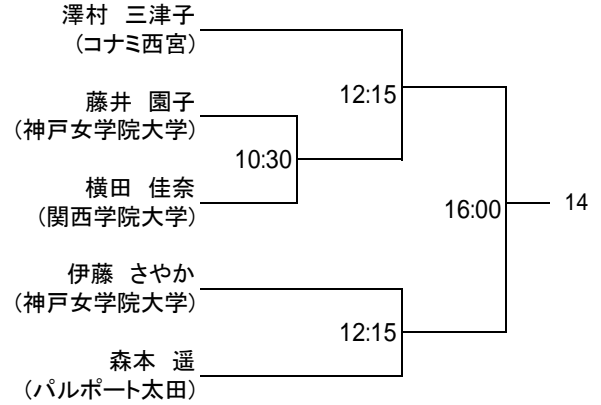 澤村　三津子
(コナミ西宮)
12:15
藤井　園子
(神戸女学院大学)
10:30
横田　佳奈
(関西学院大学)
16:00
14
伊藤　さやか
(神戸女学院大学)
12:15
森本　遥
(パルポート太田)